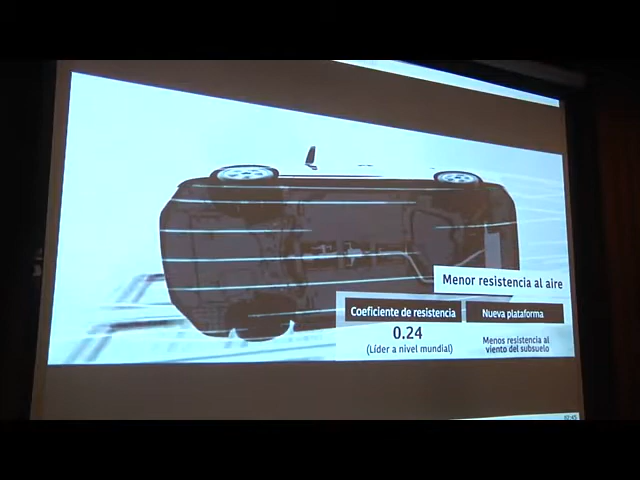 Menor resistencia al aire
Coeficiente de resistencia
0.24
(Líder a nivel mundial)
Nueva plataforma
Menos resistencia al
viento del subsuelo